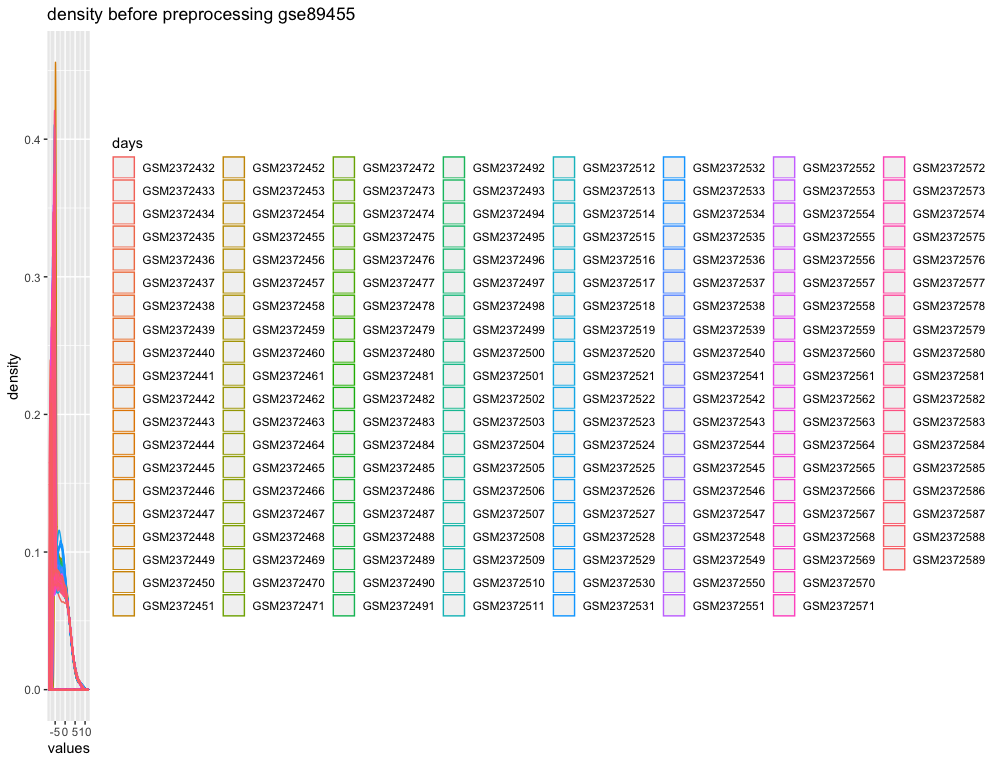 density before preprocessing gse89455
days
GSM2372432 GSM2372452 GSM2372472 GSM2372492 GSM2372512 GSM2372532 GSM2372552 GSM2372572
GSM2372433 GSM2372453 GSM2372473 GSM2372493 GSM2372513 GSM2372533 GSM2372553 GSM2372573
GSM2372434 GSM2372454 GSM2372474 GSM2372494 GSM2372514 GSM2372534 GSM2372554 GSM2372574
GSM2372435 GSM2372455 GSM2372475 GSM2372495 GSM2372515 GSM2372535 GSM2372555 GSM2372575
GSM2372436 GSM2372456 GSM2372476 GSM2372496 GSM2372516 GSM2372536 GSM2372556 GSM2372576
GSM2372437 GSM2372457 GSM2372477 GSM2372497 GSM2372517 GSM2372537 GSM2372557 GSM2372577
GSM2372438 GSM2372458 GSM2372478 GSM2372498 GSM2372518 GSM2372538 GSM2372558 GSM2372578
GSM2372439 GSM2372459 GSM2372479 GSM2372499 GSM2372519 GSM2372539 GSM2372559 GSM2372579
GSM2372440 GSM2372460 GSM2372480 GSM2372500 GSM2372520 GSM2372540 GSM2372560 GSM2372580
GSM2372441 GSM2372461 GSM2372481 GSM2372501 GSM2372521 GSM2372541 GSM2372561 GSM2372581
GSM2372442 GSM2372462 GSM2372482 GSM2372502 GSM2372522 GSM2372542 GSM2372562 GSM2372582
GSM2372443 GSM2372463 GSM2372483 GSM2372503 GSM2372523 GSM2372543 GSM2372563 GSM2372583
GSM2372444 GSM2372464 GSM2372484 GSM2372504 GSM2372524 GSM2372544 GSM2372564 GSM2372584
GSM2372445 GSM2372465 GSM2372485 GSM2372505 GSM2372525 GSM2372545 GSM2372565 GSM2372585
GSM2372446 GSM2372466 GSM2372486 GSM2372506 GSM2372526 GSM2372546 GSM2372566 GSM2372586
GSM2372447 GSM2372467 GSM2372487 GSM2372507 GSM2372527 GSM2372547 GSM2372567 GSM2372587
GSM2372448 GSM2372468 GSM2372488 GSM2372508 GSM2372528 GSM2372548 GSM2372568 GSM2372588
GSM2372449 GSM2372469 GSM2372489 GSM2372509 GSM2372529 GSM2372549 GSM2372569 GSM2372589
GSM2372450 GSM2372470 GSM2372490 GSM2372510 GSM2372530 GSM2372550 GSM2372570
GSM2372451 GSM2372471 GSM2372491 GSM2372511 GSM2372531 GSM2372551 GSM2372571
0.4
0.3
0.2
0.1
0.0
density
-5 0 5 10
values